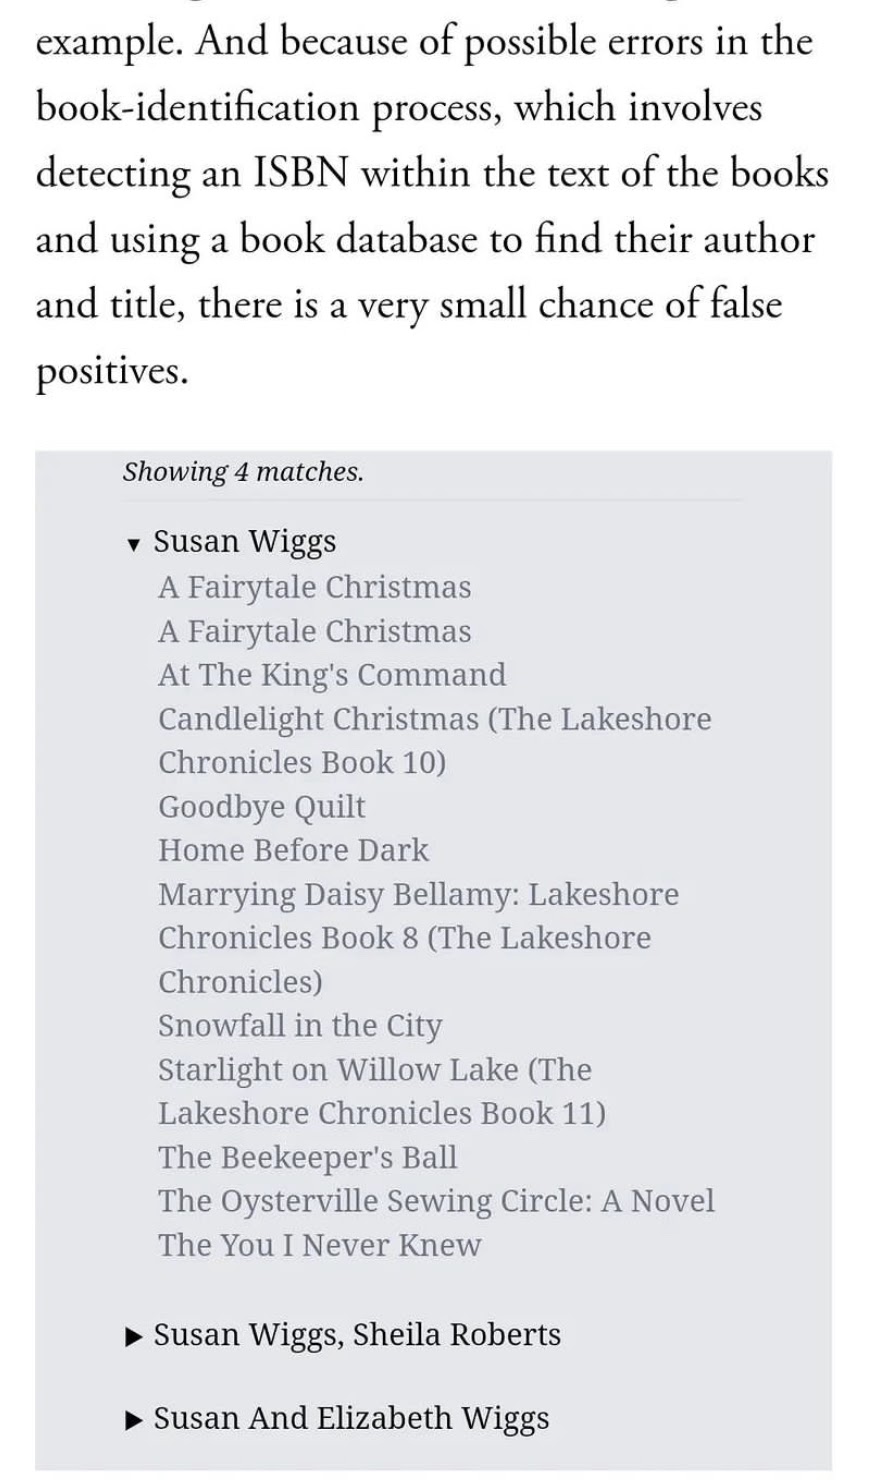 example. And because of possible errors in the
book-identification process, which involves
detecting an ISBN within the text of the books
and using a book database to find their author
and title, there is a very small chance of false
positives.
Showing 4 matches.
▼ Susan Wiggs
A Fairytale Christmas
A Fairytale Christmas
At The King's Command
Candlelight Christmas (The Lakeshore
Chronicles Book 10)
Goodbye Quilt
Home Before Dark
Marrying Daisy Bellamy: Lakeshore
Chronicles Book 8 (The Lakeshore
Chronicles)
Snowfall in the City
Starlight on Willow Lake (The
Lakeshore Chronicles Book 11)
The Beekeeper's Ball
The Oysterville Sewing Circle: A Novel
The You I Never Knew
▶ Susan Wiggs, Sheila Roberts
▶ Susan And Elizabeth Wiggs